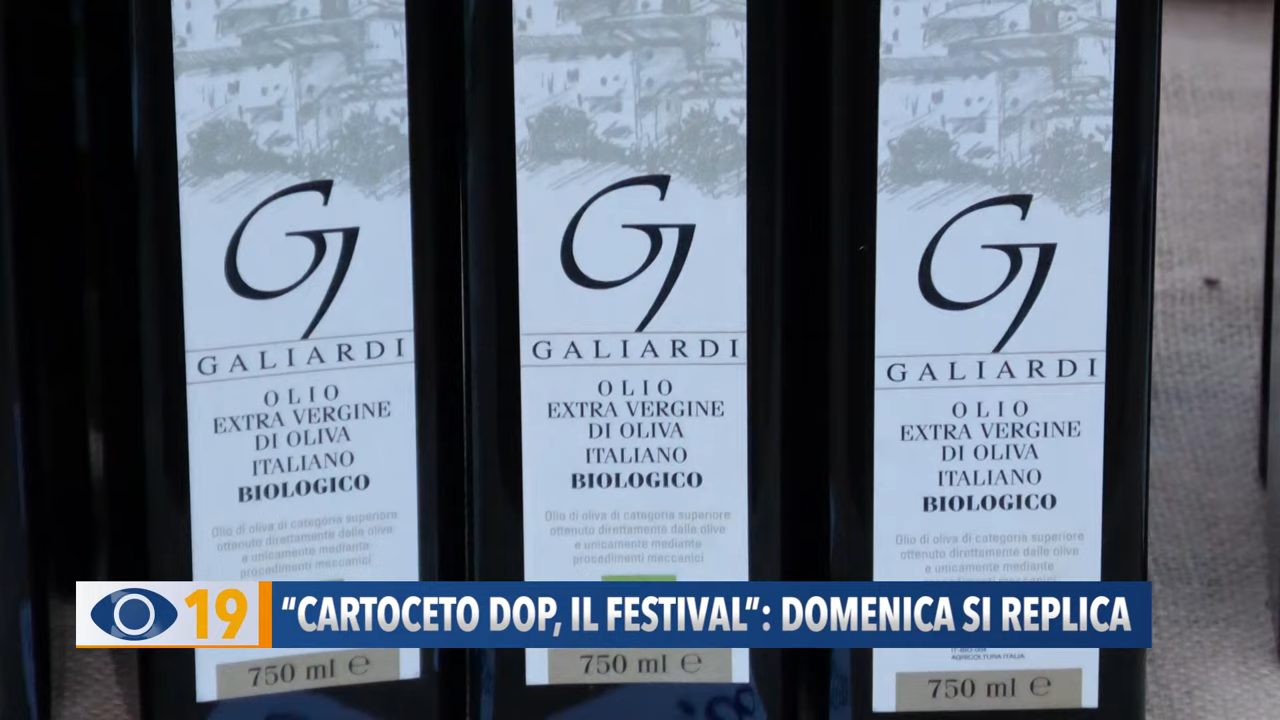 G
GALIARDI
OLIO
EXTRA VERGINE
DI OLIVA
ITALIANO
BIOLOGICO
Olio di oliva di categoria superiore
ottenuto direttamente dalle olive
e unicamente mediante
procedimenti meccanici
750 ml e
G
GALIARDI
OLIO
EXTRA VERGINE
DI OLIVA
ITALIANO
BIOLOGICO
Olio di oliva di categoria superiore
ottenuto direttamente dalle olive
e unicamente mediante
procedimenti meccanici
750 ml e
G
GALIARDI
OLIO
EXTRA VERGINE
DI OLIVA
ITALIANO
BIOLOGICO
Olio di oliva di categoria superiore
ottenuto direttamente dalle olive
e unicamente mediante
procedimenti meccanici
AGRICOLTURA ITALIA
750 ml e
19 “CARTOCETO DOP, IL FESTIVAL”: DOMENICA SI REPLICA